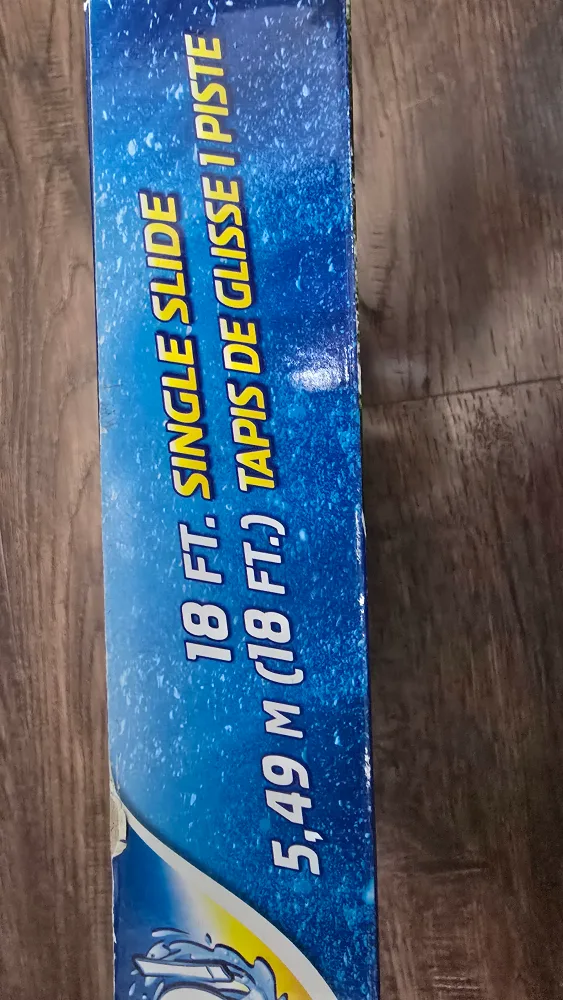 18 FT. SINGLE SLIDE
5,49 M (18 FT.) TAPIS DE GLISSE 1 PISTE